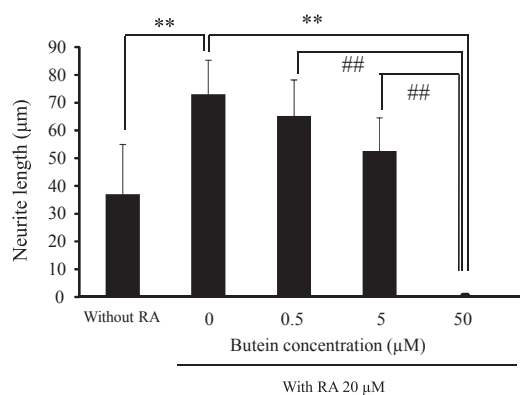 ** **
90
80 ##
70 ##
60
50
40
30
20
10
0
Neurite length (µm)
Without RA 0 0.5 5 50
Butein concentration (µM)
With RA 20 µM